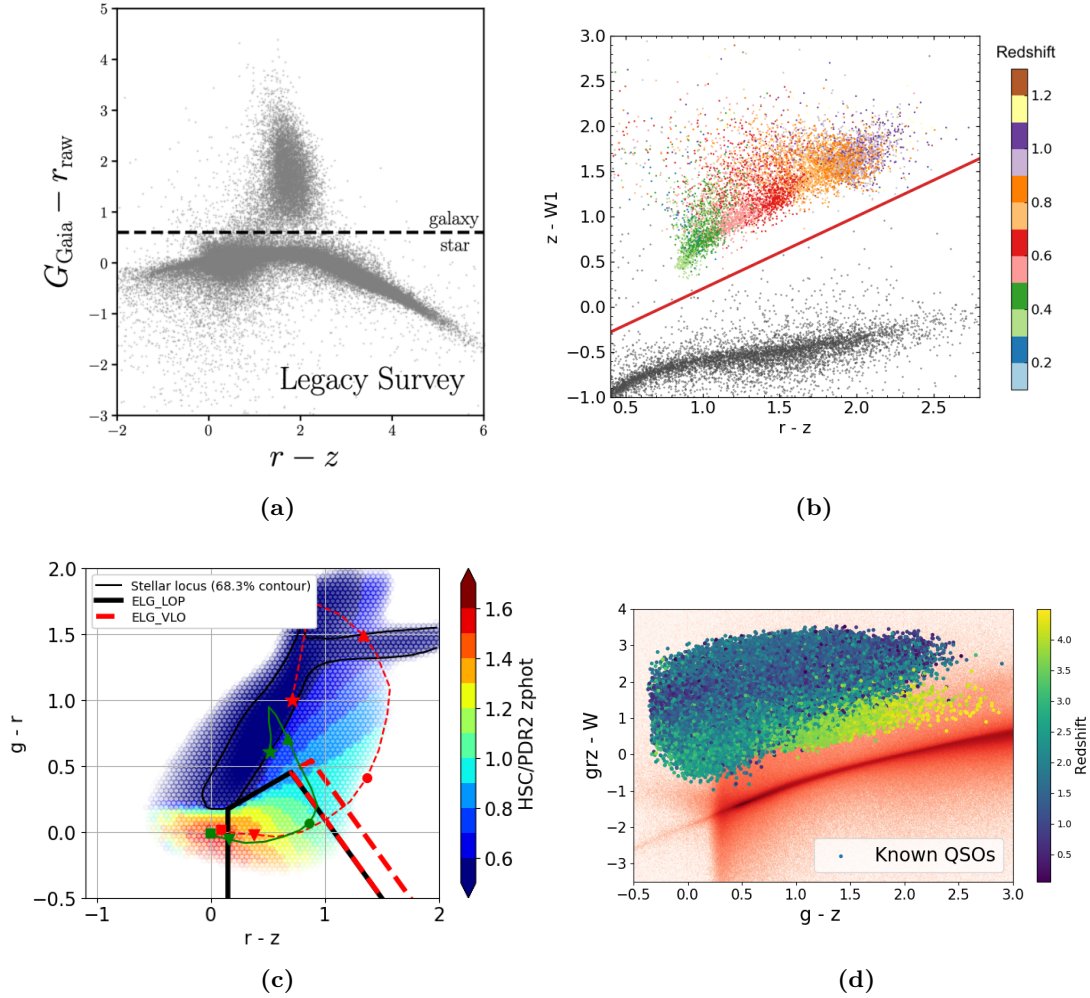 5
4
3
2
1
0
−1
−2
−3
G_Gaia − r_raw
galaxy
star
Legacy Survey
−2 0 2 4 6
r − z
(a)
3.0
2.5
2.0
1.5
1.0
0.5
0.0
−0.5
−1.0
z - W1
0.5 1.0 1.5 2.0 2.5
r - z
Redshift
1.2
1.0
0.8
0.6
0.4
0.2
(b)
2.0
1.5
1.0
0.5
0.0
−0.5
g - r
Stellar locus (68.3% contour)
ELG_LOP
ELG_VLO
−1 0 1 2
r - z
1.6
1.4
1.2
1.0
0.8
0.6
HSC/PDR2 zphot
(c)
4
3
2
1
0
−1
−2
−3
grz - W
Known QSOs
−0.5 0.0 0.5 1.0 1.5 2.0 2.5 3.0
g - z
4.0
3.5
3.0
2.5
2.0
1.5
1.0
0.5
Redshift
(d)